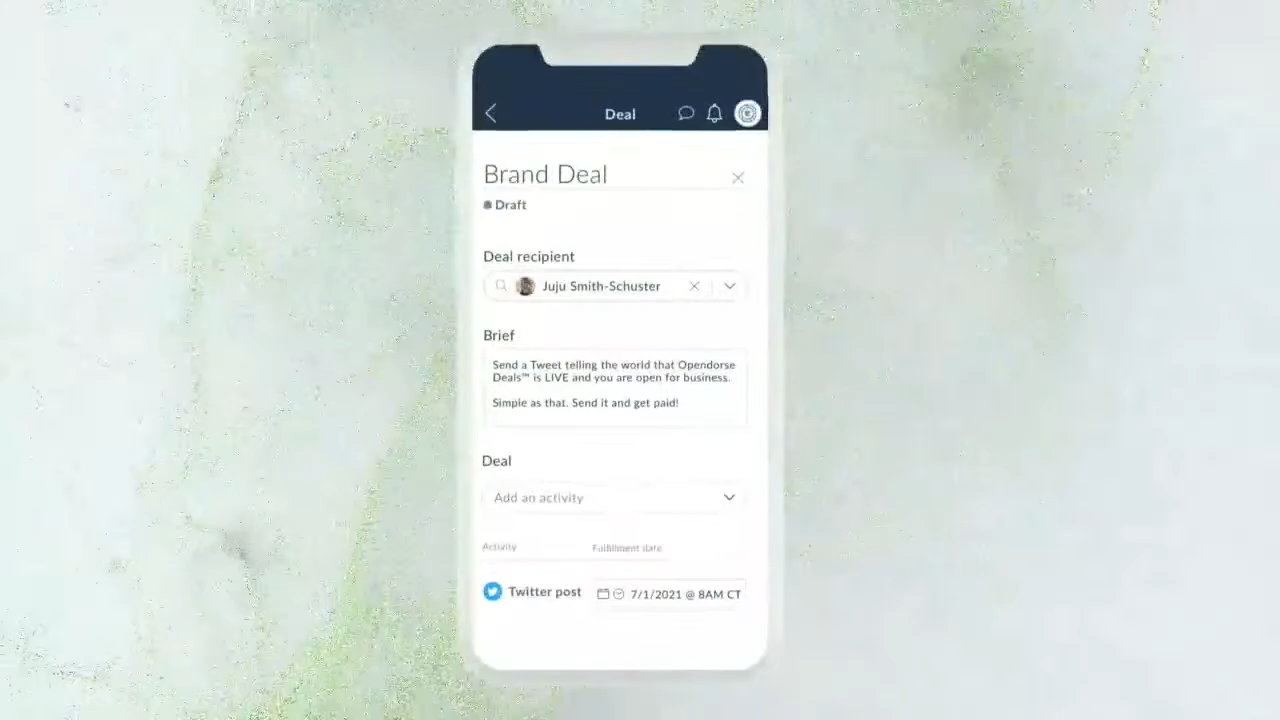 Deal
Brand Deal
Draft
Deal recipient
Juju Smith-Schuster
Brief
Send a Tweet telling the world that Opendorse
Deals™ is LIVE and you are open for business.
Simple as that. Send it and get paid!
Deal
Add an activity
Activity Fulfillment date
Twitter post 7/1/2021 @ 8AM CT